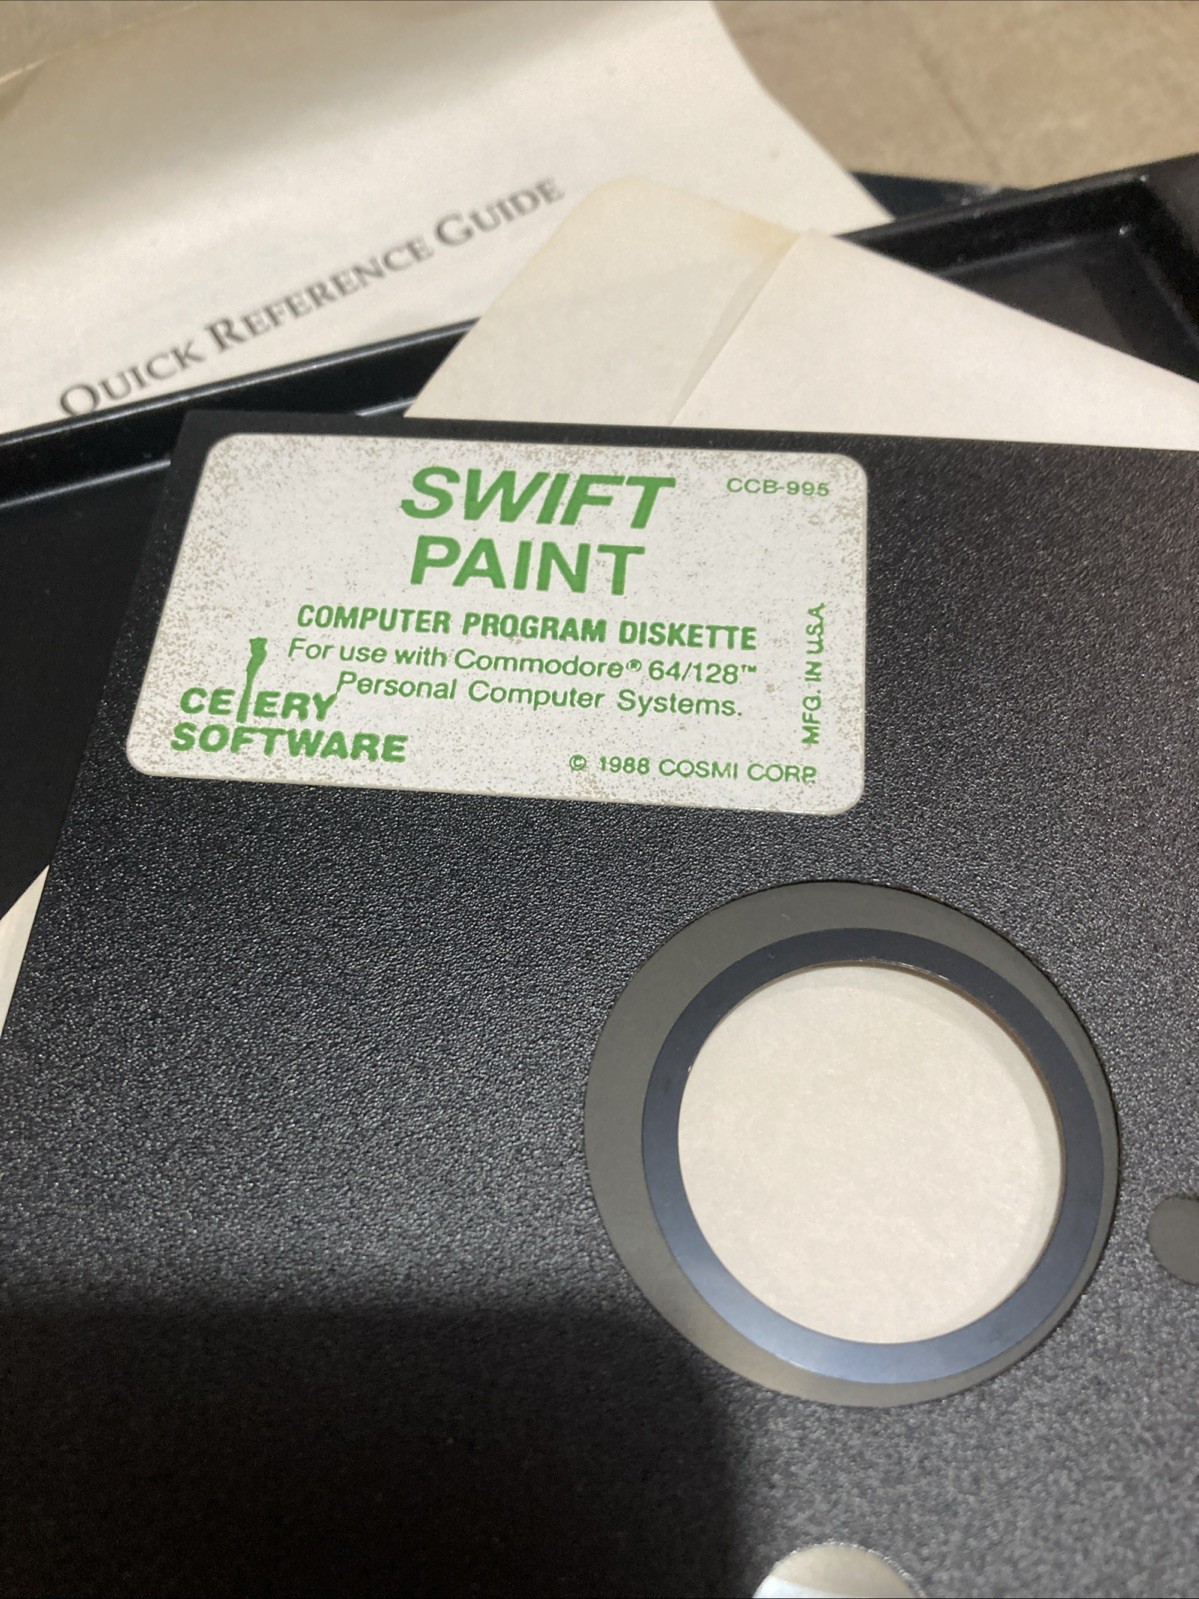 QUICK REFERENCE GUIDE
SWIFT
PAINT
CCB-995
COMPUTER PROGRAM DISKETTE
For use with Commodore® 64/128™
Personal Computer Systems.
MFG. IN U.S.A
CELERY
SOFTWARE
© 1988 COSMI CORP.